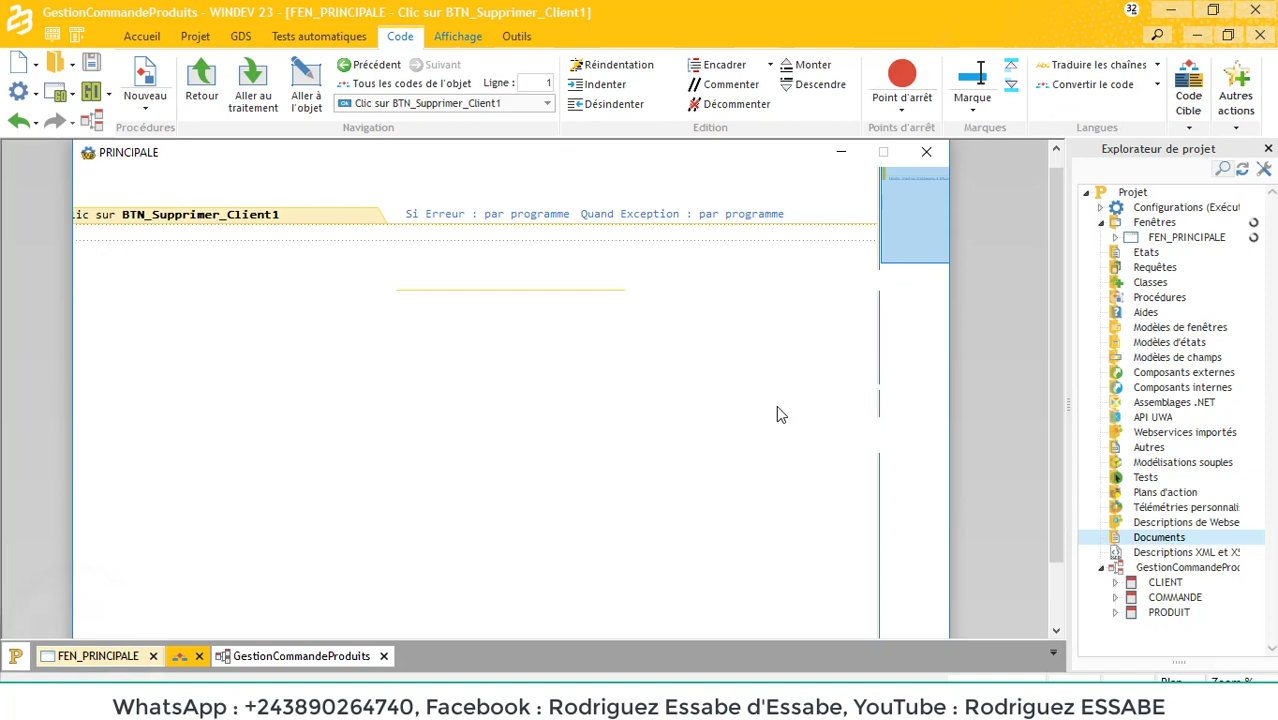 GestionCommandeProduits - WINDEV 23 - [FEN_PRINCIPALE - Clic sur BTN_Supprimer_Client1]
32
Accueil Projet GDS Tests automatiques Code Affichage Outils
Nouveau
Procédures
Retour
Aller au traitement
Aller à l'objet
Précédent Suivant
Tous les codes de l'objet Ligne : 1
Clic sur BTN_Supprimer_Client1
Navigation
Réindentation
Indenter
Désindenter
Encadrer
Commenter
Décommenter
Monter
Descendre
Edition
Point d'arrêt
Points d'arrêt
Marque
Marques
Traduire les chaînes
Convertir le code
Langues
Code Cible
Autres actions
PRINCIPALE
lic sur BTN_Supprimer_Client1 Si Erreur : par programme Quand Exception : par programme
Explorateur de projet
Projet
Configurations (Exécut
Fenêtres
FEN_PRINCIPALE
Etats
Requêtes
Classes
Procédures
Aides
Modèles de fenêtres
Modèles d'états
Modèles de champs
Composants externes
Composants internes
Assemblages .NET
API UWA
Webservices importés
Autres
Modélisations souples
Tests
Plans d'action
Télémétries personnali
Descriptions de Webse
Documents
Descriptions XML et XS
GestionCommandeProd
CLIENT
COMMANDE
PRODUIT
FEN_PRINCIPALE GestionCommandeProduits
WhatsApp : +243890264740, Facebook : Rodriguez Essabe d'Essabe, YouTube : Rodriguez ESSABE